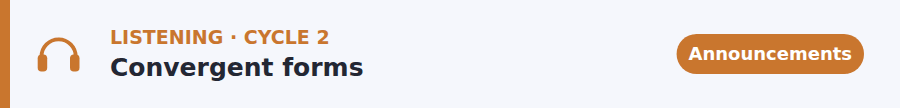 LISTENING · CYCLE 2
Convergent forms
Announcements